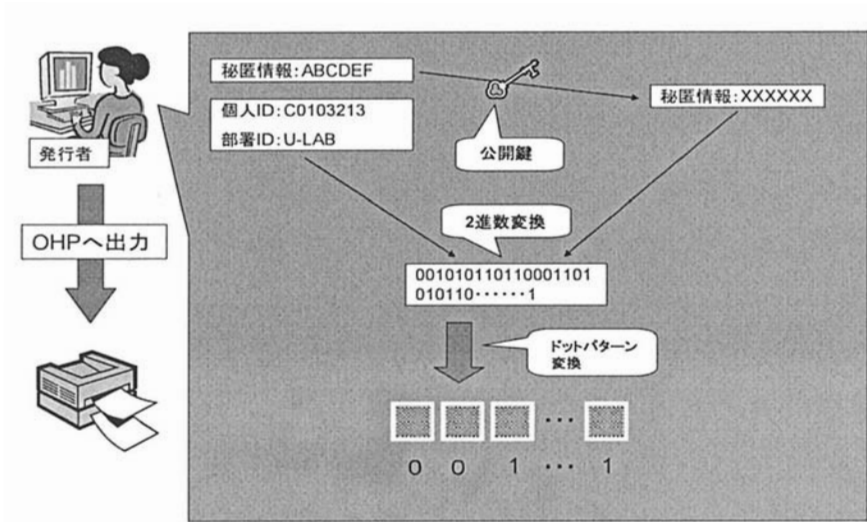 発行者
OHPへ出力
秘匿情報:ABCDEF
個人ID:C0103213
部署ID:U-LAB
公開鍵
秘匿情報:XXXXXX
2進数変換
0010101101100011​01
010110‥‥‥1
ドットパターン
変換
0 0 1 ‥・ 1